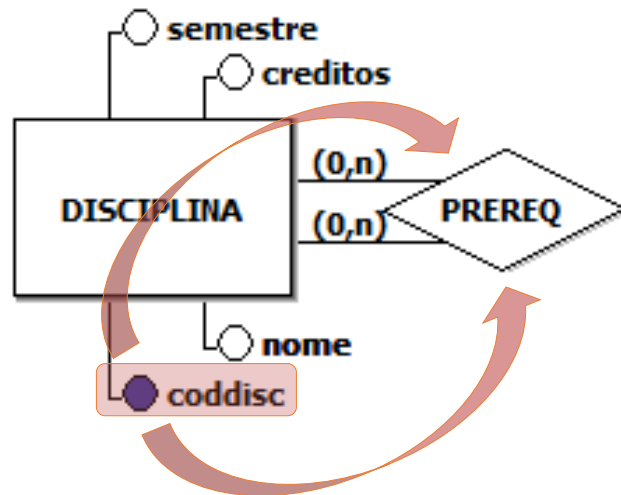 semestre
creditos
(0,n)
DISCIPLINA
PREREQ
(0,n)
nome
coddisc